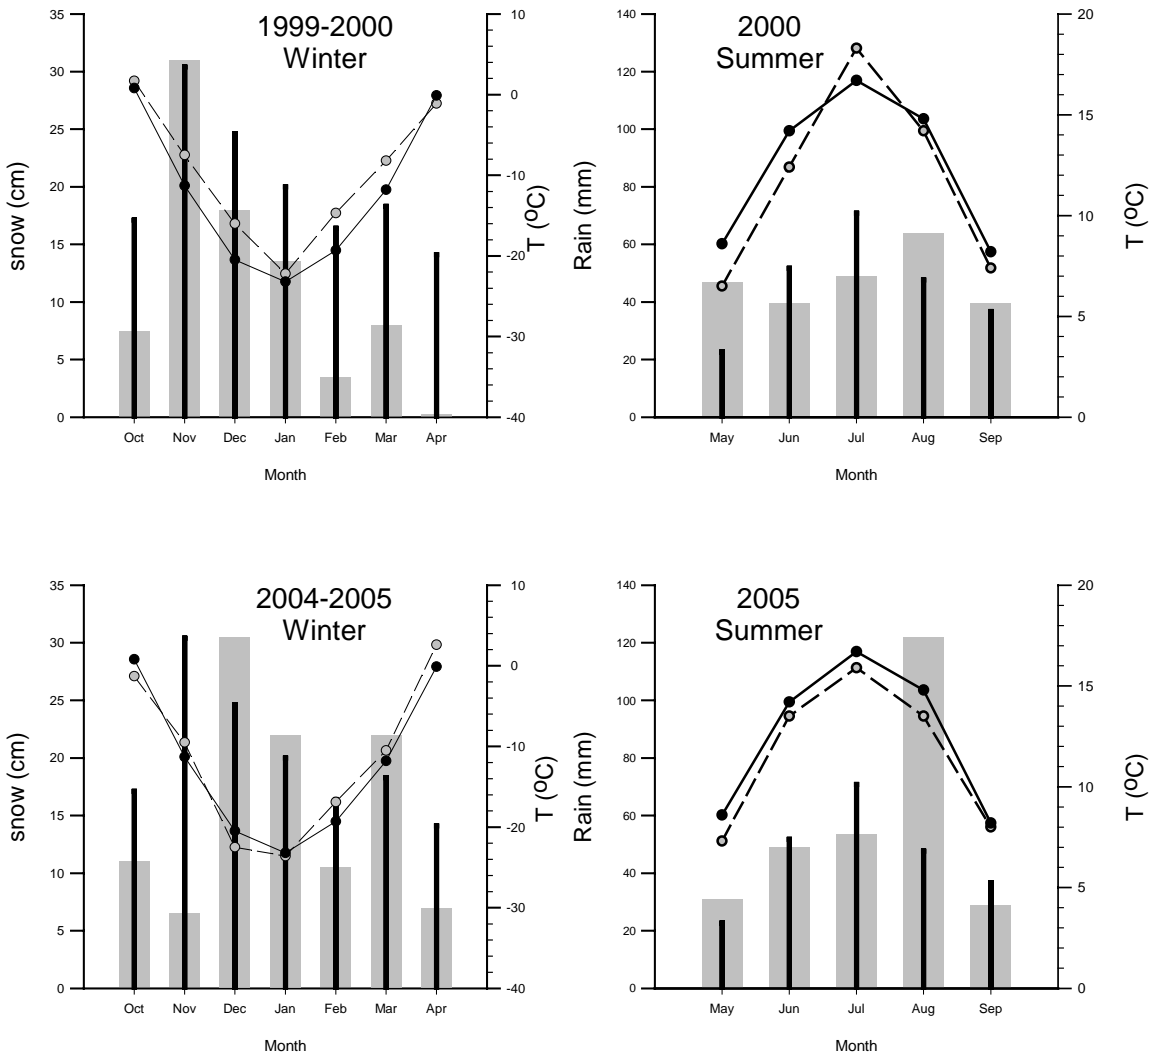 1999-2000
Winter
35
30
25
20
15
10
5
0
snow (cm)
10
0
-10
-20
-30
-40
T (ºC)
Oct Nov Dec Jan Feb Mar Apr
Month
2000
Summer
140
120
100
80
60
40
20
0
Rain (mm)
20
15
10
5
0
T (ºC)
May Jun Jul Aug Sep
Month
2004-2005
Winter
35
30
25
20
15
10
5
0
snow (cm)
10
0
-10
-20
-30
-40
T (ºC)
Oct Nov Dec Jan Feb Mar Apr
Month
2005
Summer
140
120
100
80
60
40
20
0
Rain (mm)
20
15
10
5
0
T (ºC)
May Jun Jul Aug Sep
Month